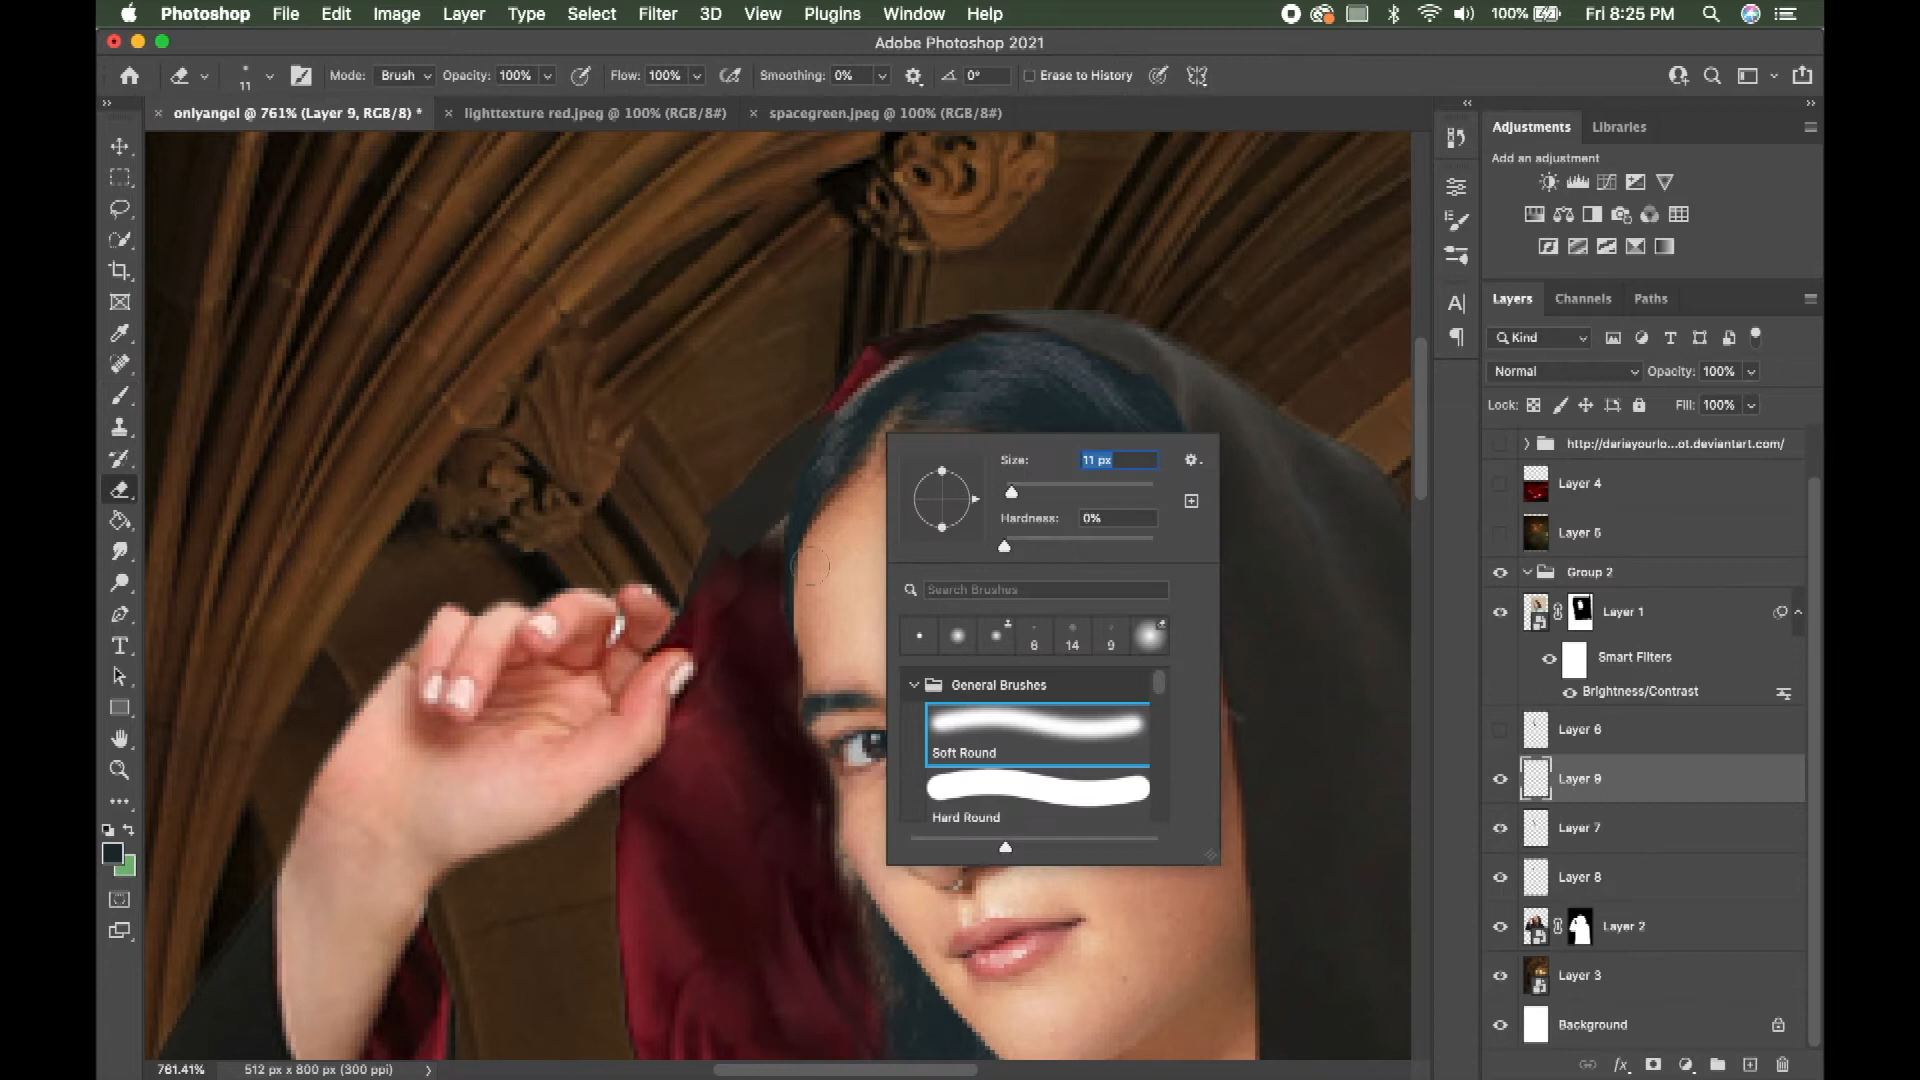 Photoshop File Edit Image Layer Type Select Filter 3D View Plugins Window Help 100% Fri 8:25 PM
Adobe Photoshop 2021
11 Mode: Brush Opacity: 100% Flow: 100% Smoothing: 0% 0° Erase to History
onlyangel @ 761% (Layer 9, RGB/8) * lighttexture red.jpeg @ 100% (RGB/8#) spacegreen.jpeg @ 100% (RGB/8#)
Adjustments Libraries
Add an adjustment
Layers Channels Paths
Kind
Normal Opacity: 100%
Lock: Fill: 100%
http://dariayourlo...ot.deviantart.com/
Layer 4
Layer 5
Group 2
Layer 1
Smart Filters
Brightness/Contrast
Layer 6
Layer 9
Layer 7
Layer 8
Layer 2
Layer 3
Background
Size: 11 px
Hardness: 0%
Search Brushes
6 14 9
General Brushes
Soft Round
Hard Round
761.41% 512 px x 800 px (300 ppi)